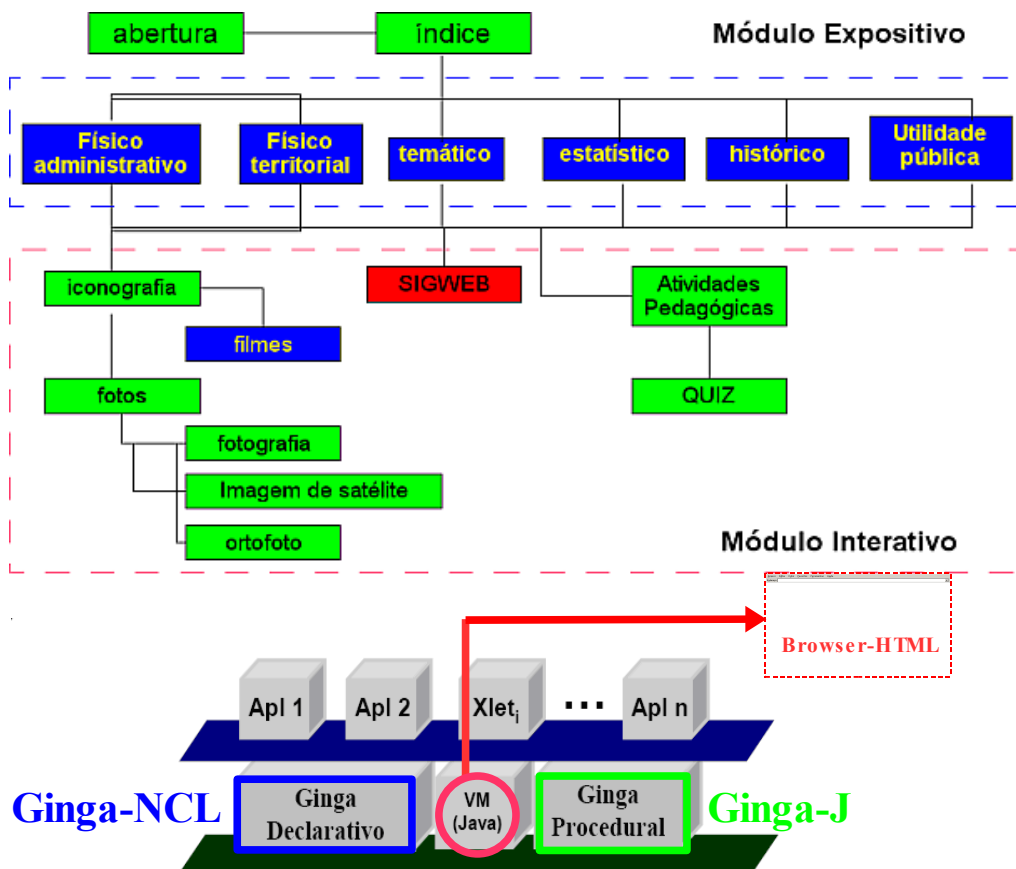 abertura
índice
Módulo Expositivo
Físico
administrativo
Físico
territorial
temático
estatístico
histórico
Utilidade
pública
iconografia
SIGWEB
Atividades
Pedagógicas
filmes
fotos
QUIZ
fotografia
Imagem de satélite
ortofoto
Módulo Interativo
Browser-HTML
Apl 1
Apl 2
Xleti
...
Apl n
Ginga-NCL
Ginga
Declarativo
VM
(Java)
Ginga
Procedural
Ginga-J